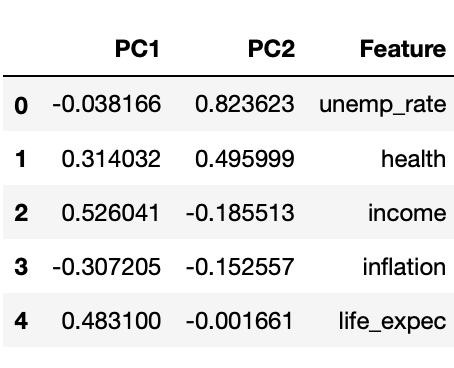 PC1 PC2 Feature
0 -0.038166 0.823623 unemp_rate
1 0.314032 0.495999 health
2 0.526041 -0.185513 income
3 -0.307205 -0.152557 inflation
4 0.483100 -0.001661 life_expec